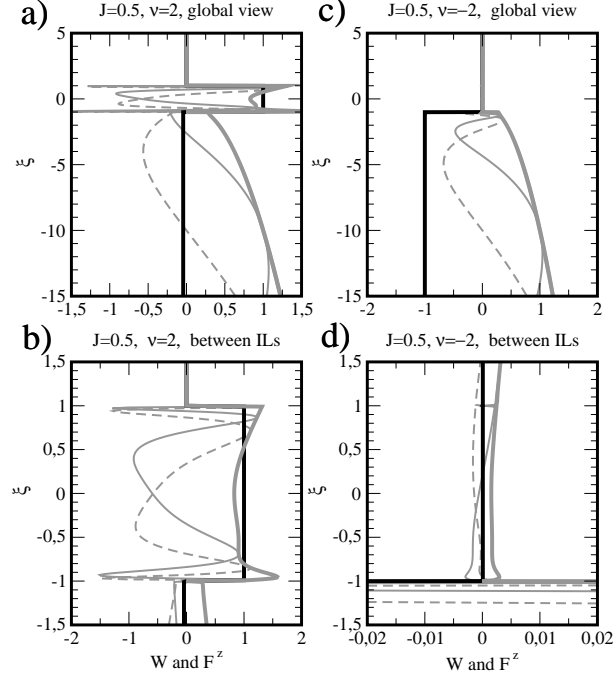 a) J=0.5, ν=2, global view
5
0
-5
-10
-15
ξ
-1,5 -1 -0,5 0 0,5 1 1,5
c) J=0.5, ν=−2, global view
5
0
-5
-10
-15
ξ
-2 -1 0 1 2
b) J=0.5, ν=2, between ILs
1,5
1
0,5
0
-0,5
-1
-1,5
ξ
-2 -1 0 1 2
W and F^z
d) J=0.5, ν=−2, between ILs
1,5
1
0,5
0
-0,5
-1
-1,5
ξ
-0,02 -0,01 0 0,01 0,02
W and F^z